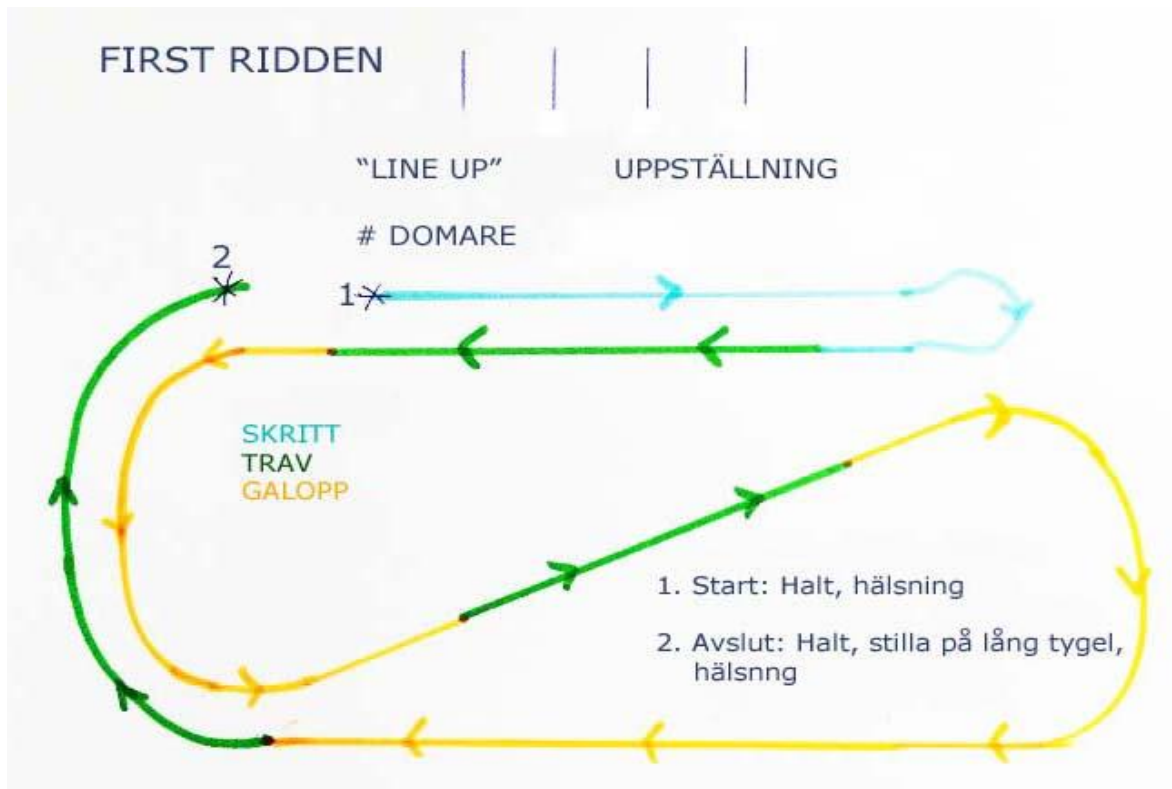 FIRST RIDDEN
"LINE UP" UPPSTÄLLNING
# DOMARE
2
1
SKRITT
TRAV
GALOPP
1. Start: Halt, hälsning
2. Avslut: Halt, stilla på lång tygel,
hälsnng